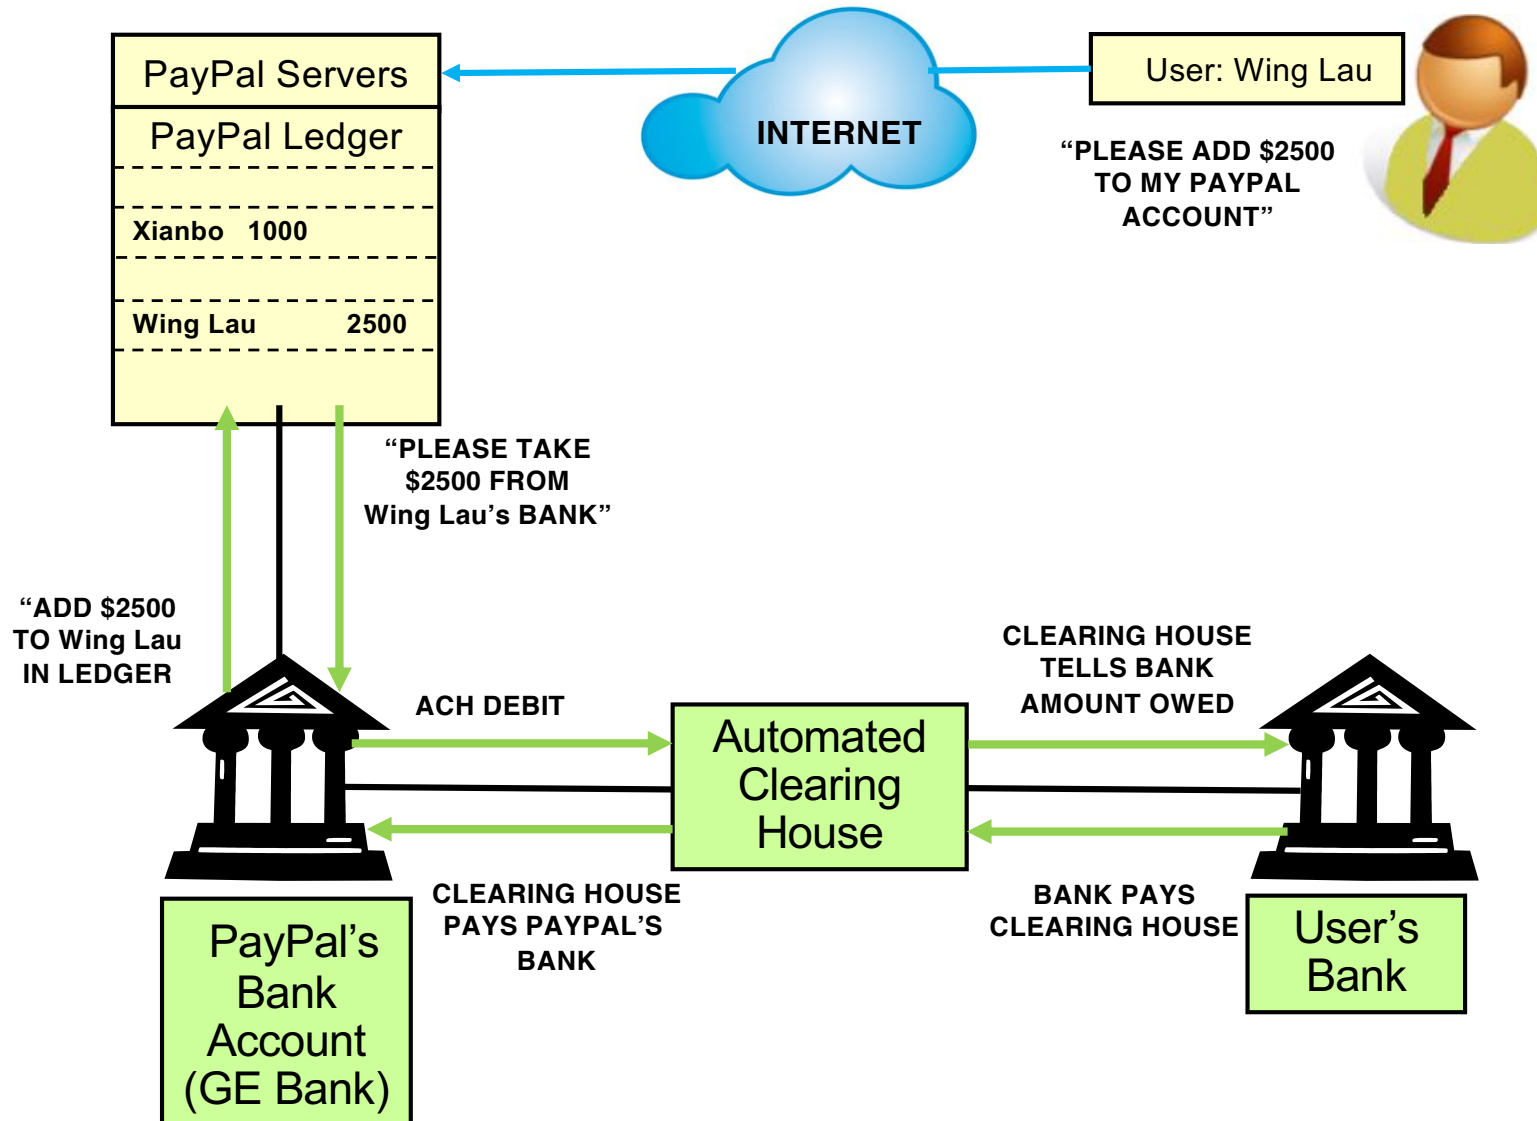 PayPal Servers
PayPal Ledger
Xianbo 1000
Wing Lau 2500
INTERNET
User: Wing Lau
“PLEASE ADD $2500
TO MY PAYPAL
ACCOUNT”
“PLEASE TAKE
$2500 FROM
Wing Lau’s BANK”
“ADD $2500
TO Wing Lau
IN LEDGER
ACH DEBIT
Automated
Clearing
House
CLEARING HOUSE
TELLS BANK
AMOUNT OWED
CLEARING HOUSE
PAYS PAYPAL’S
BANK
BANK PAYS
CLEARING HOUSE
PayPal’s
Bank
Account
(GE Bank)
User’s
Bank